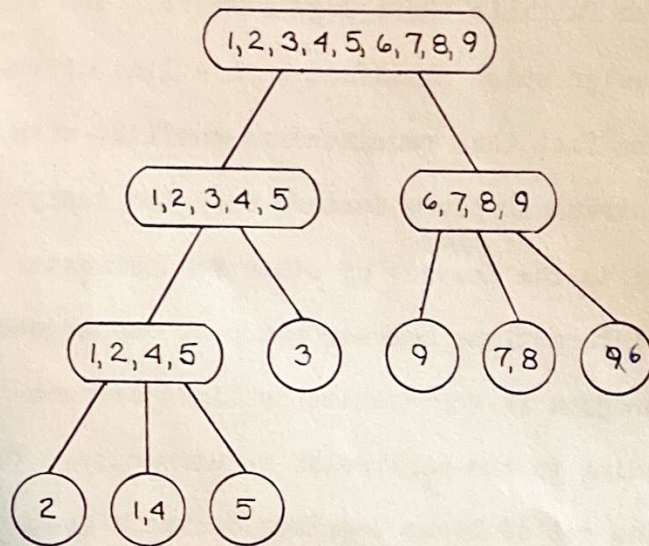 1, 2, 3, 4, 5, 6, 7, 8, 9
1, 2, 3, 4, 5
6, 7, 8, 9
1, 2, 4, 5
3
9
7, 8
6
2
1, 4
5